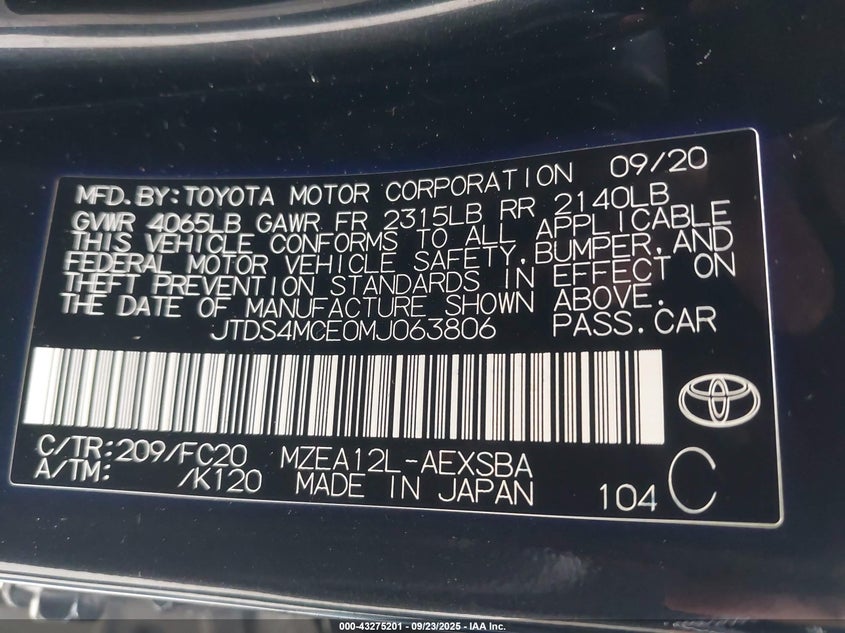 MFD.BY:TOYOTA MOTOR CORPORATION 09/20
GVWR 4065LB GAWR FR 2315LB RR 2140LB
THIS VEHICLE CONFORMS TO ALL APPLICABLE
FEDERAL MOTOR VEHICLE SAFETY,BUMPER,AND
THEFT PREVENTION STANDARDS IN EFFECT ON
THE DATE OF MANUFACTURE SHOWN ABOVE.
JTDS4MCE0MJ063806 PASS.CAR
C/TR:209/FC20 MZEA12L-AEXSBA
A/TM: /K120 MADE IN JAPAN 104 C
000-43275201 - 09/23/2025 - IAA Inc.